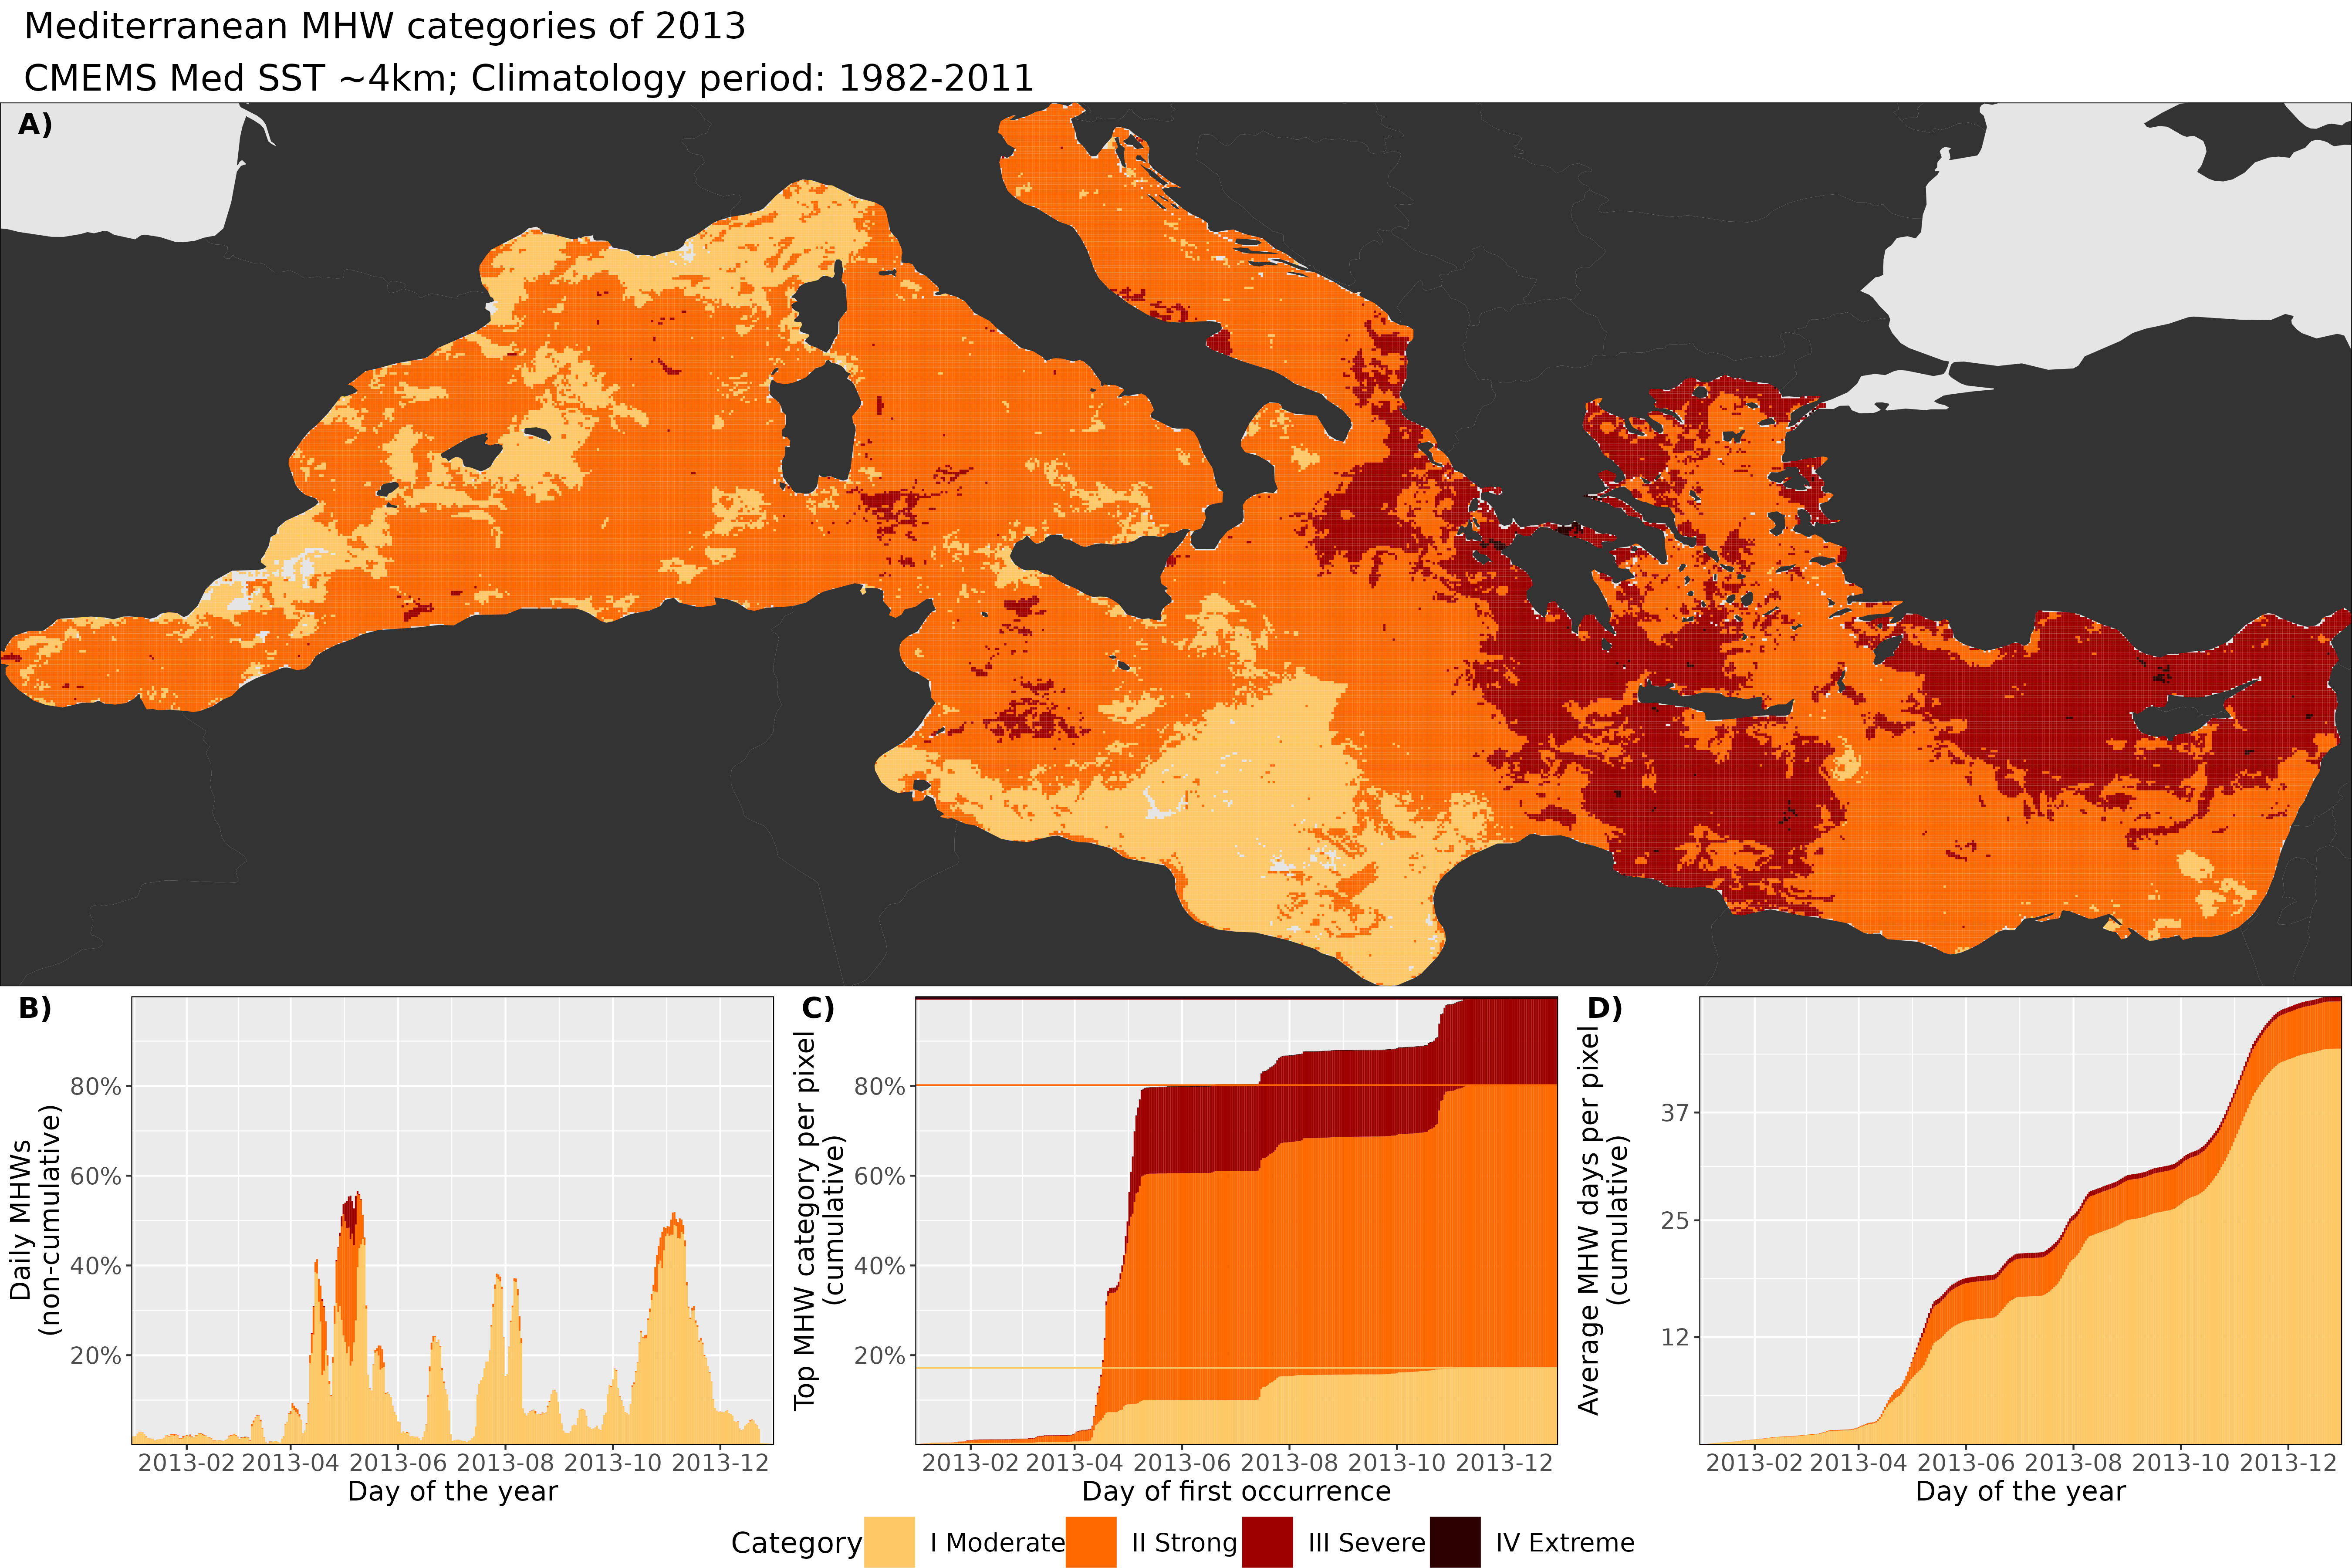 Mediterranean MHW categories of 2013
CMEMS Med SST ~4km; Climatology period: 1982-2011
A)
B)
Daily MHWs
(non-cumulative)
80%
60%
40%
20%
2013-02 2013-04 2013-06 2013-08 2013-10 2013-12
Day of the year
C)
Top MHW category per pixel
(cumulative)
80%
60%
40%
20%
2013-02 2013-04 2013-06 2013-08 2013-10 2013-12
Day of first occurrence
D)
Average MHW days per pixel
(cumulative)
37
25
12
2013-02 2013-04 2013-06 2013-08 2013-10 2013-12
Day of the year
Category I Moderate II Strong III Severe IV Extreme